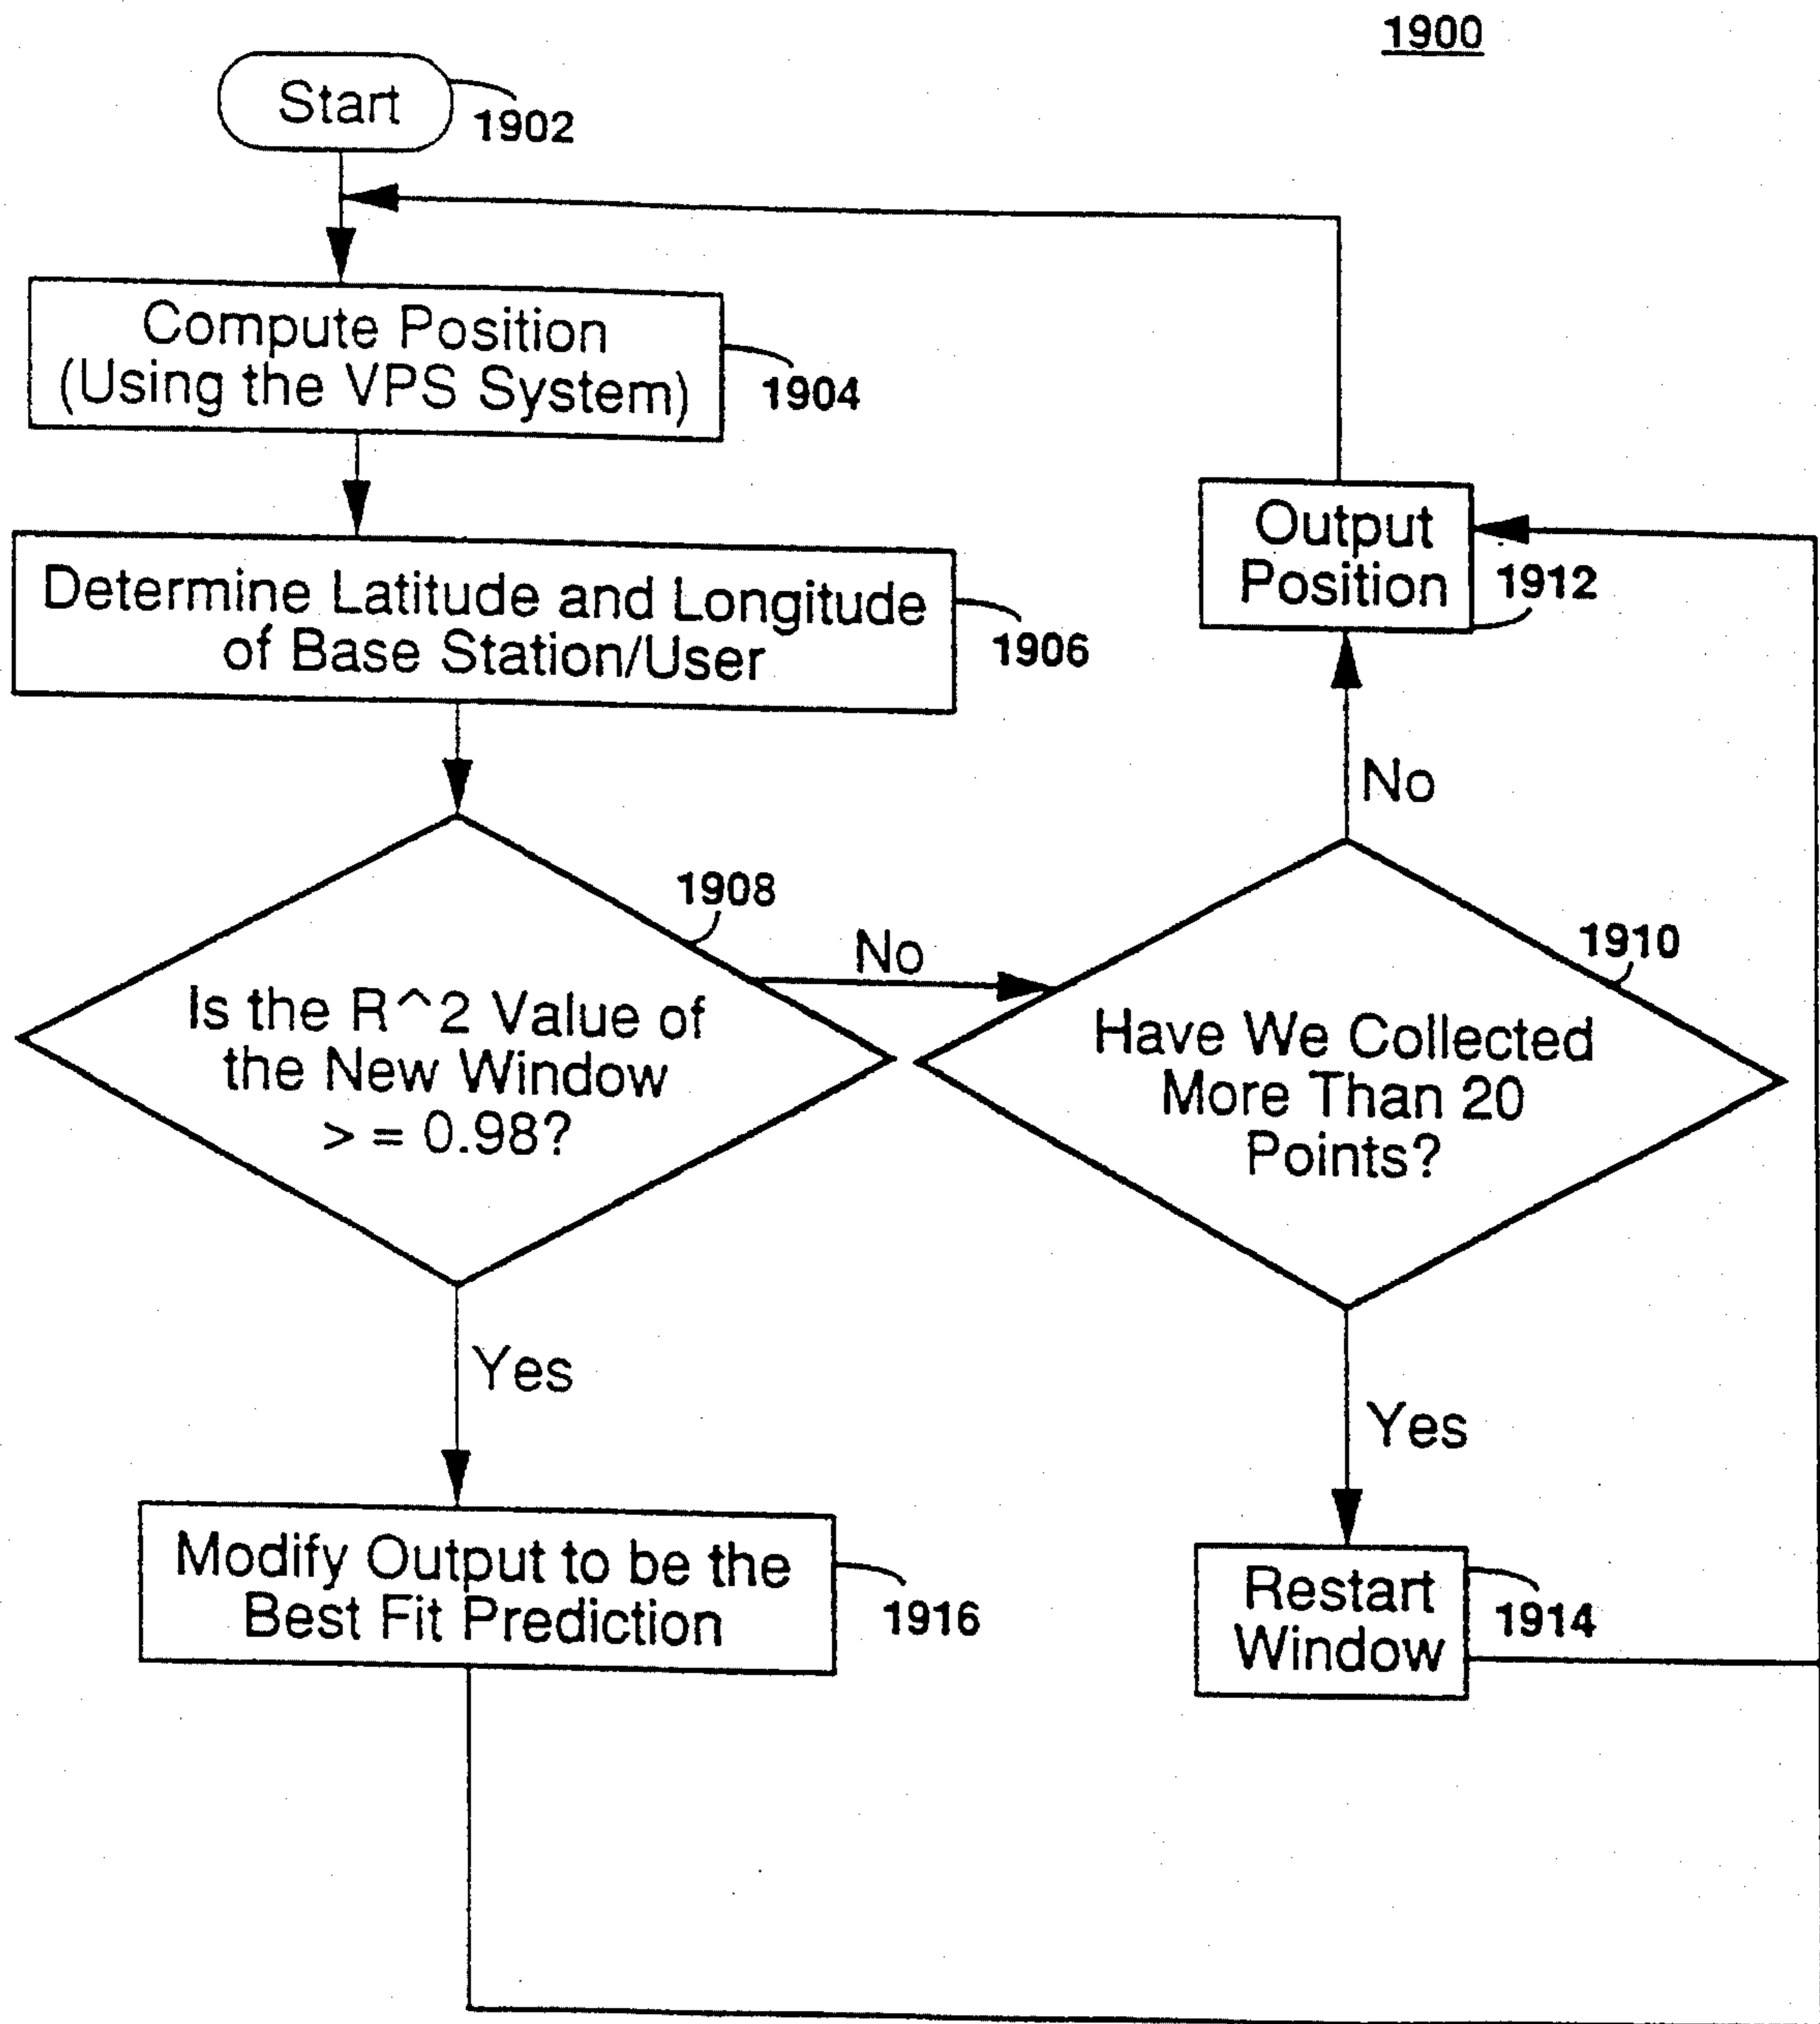 1900
Start
1902
Compute Position
(Using the VPS System)
1904
Determine Latitude and Longitude
of Base Station/User
1906
Output
Position
1912
No
1908
Is the R^2 Value of
the New Window
> = 0.98?
No
1910
Have We Collected
More Than 20
Points?
Yes
Yes
Modify Output to be the
Best Fit Prediction
1916
Restart
Window
1914